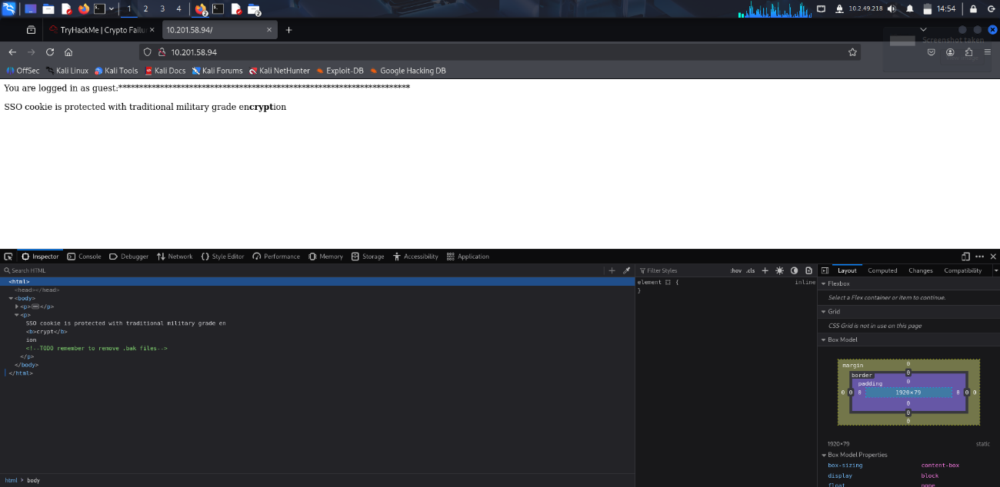 1 2 3 4 2 2 10.2.49.218 14:54
TryHackMe | Crypto Failu 10.201.58.94/
Screenshot taken
10.201.58.94
OffSec Kali Linux Kali Tools Kali Docs Kali Forums Kali NetHunter Exploit-DB Google Hacking DB
You are logged in as guest:*********************************************************************
SSO cookie is protected with traditional military grade encryption
Inspector Console Debugger Network Style Editor Performance Memory Storage Accessibility Application
Search HTML
Filter Styles :hov .cls
Layout Computed Changes Compatibility
<html>
<head></head>
<body>
<p></p>
<p>
SSO cookie is protected with traditional military grade en
<b>crypt</b>
ion
<!--TODO remember to remove .bak files-->
</p>
</body>
</html>
element { inline
}
Flexbox
Select a Flex container or item to continue.
Grid
CSS Grid is not in use on this page
Box Model
margin 0
border 0
padding 0
0 0 0 1920×79 0 0 0
0
0
0
1920×79 static
Box Model Properties
box-sizing content-box
display block
float none
html > body